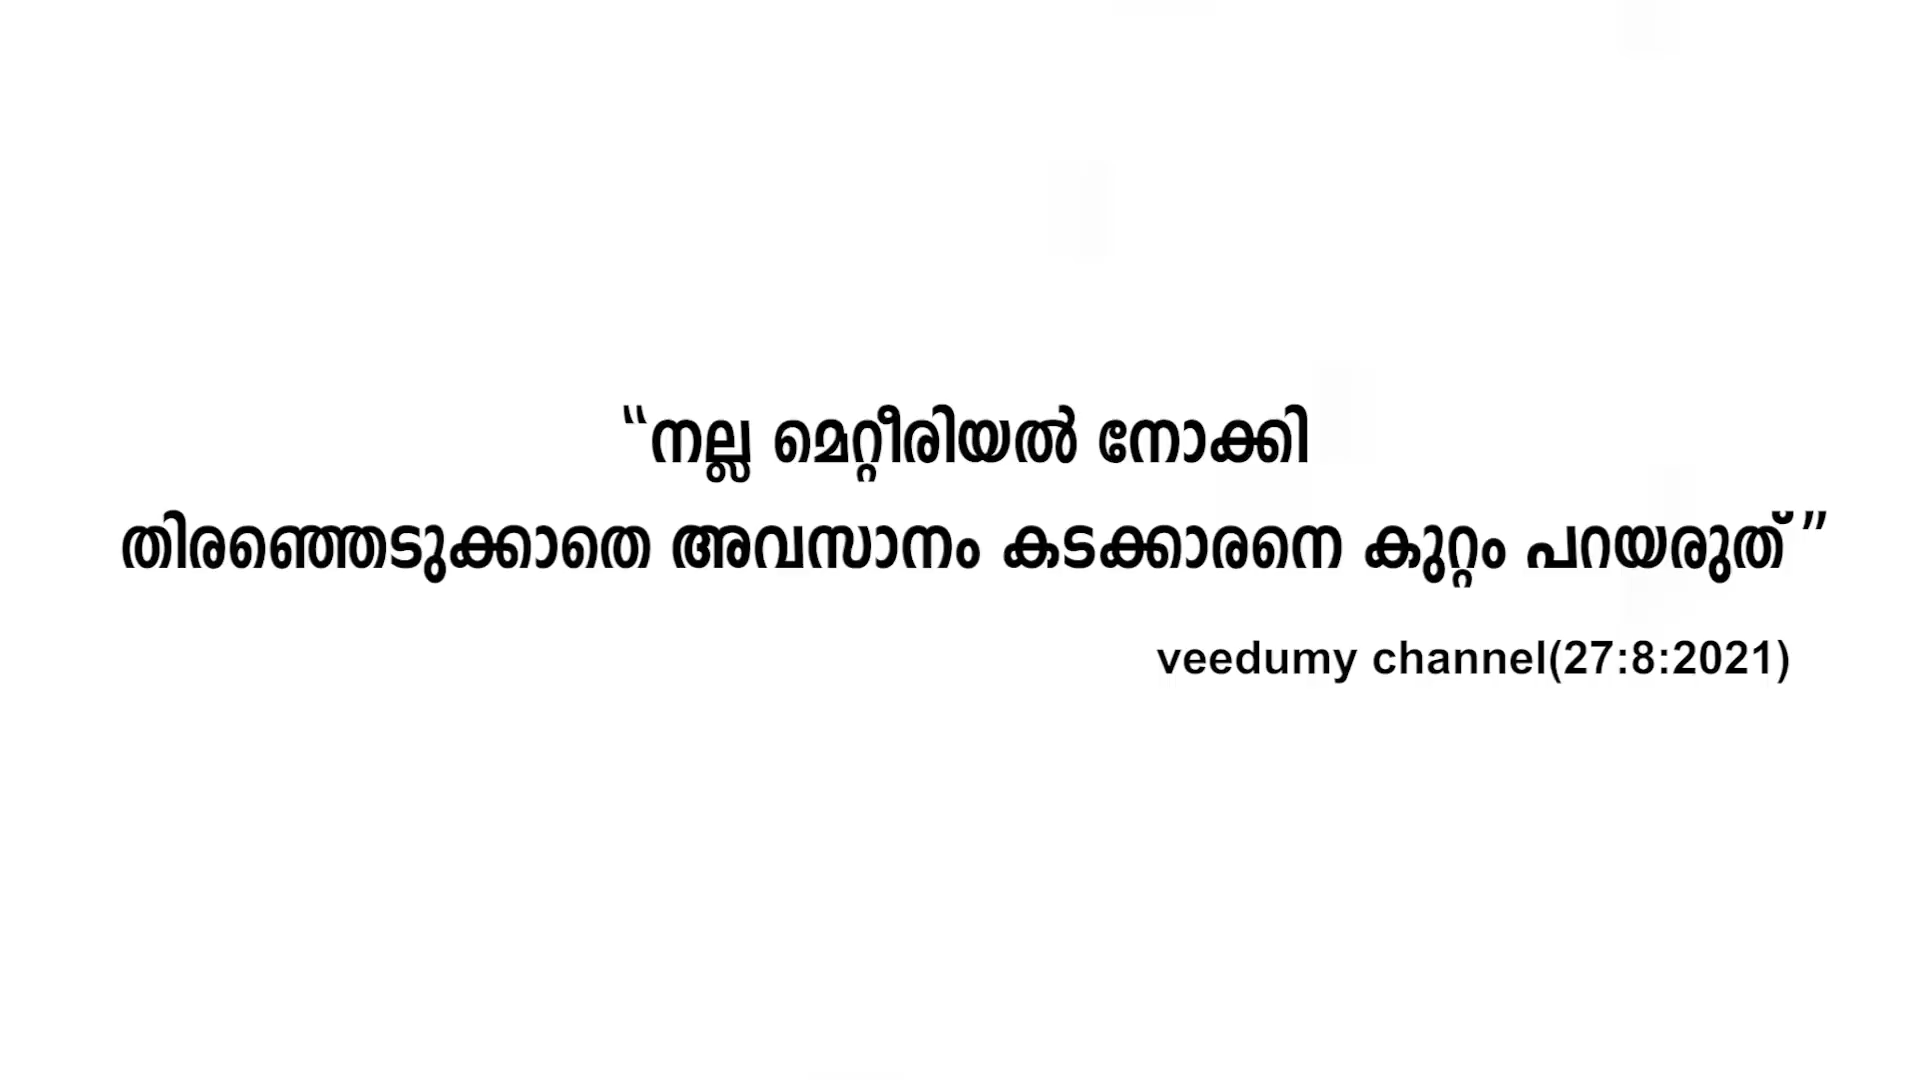 “നല്ല മെറ്റീരിയൽ നോക്കി
തിരഞ്ഞെടുക്കാതെ അവസാനം കടക്കാരനെ കുറ്റം പറയരുത്”
veedumy channel(27:8:2021)